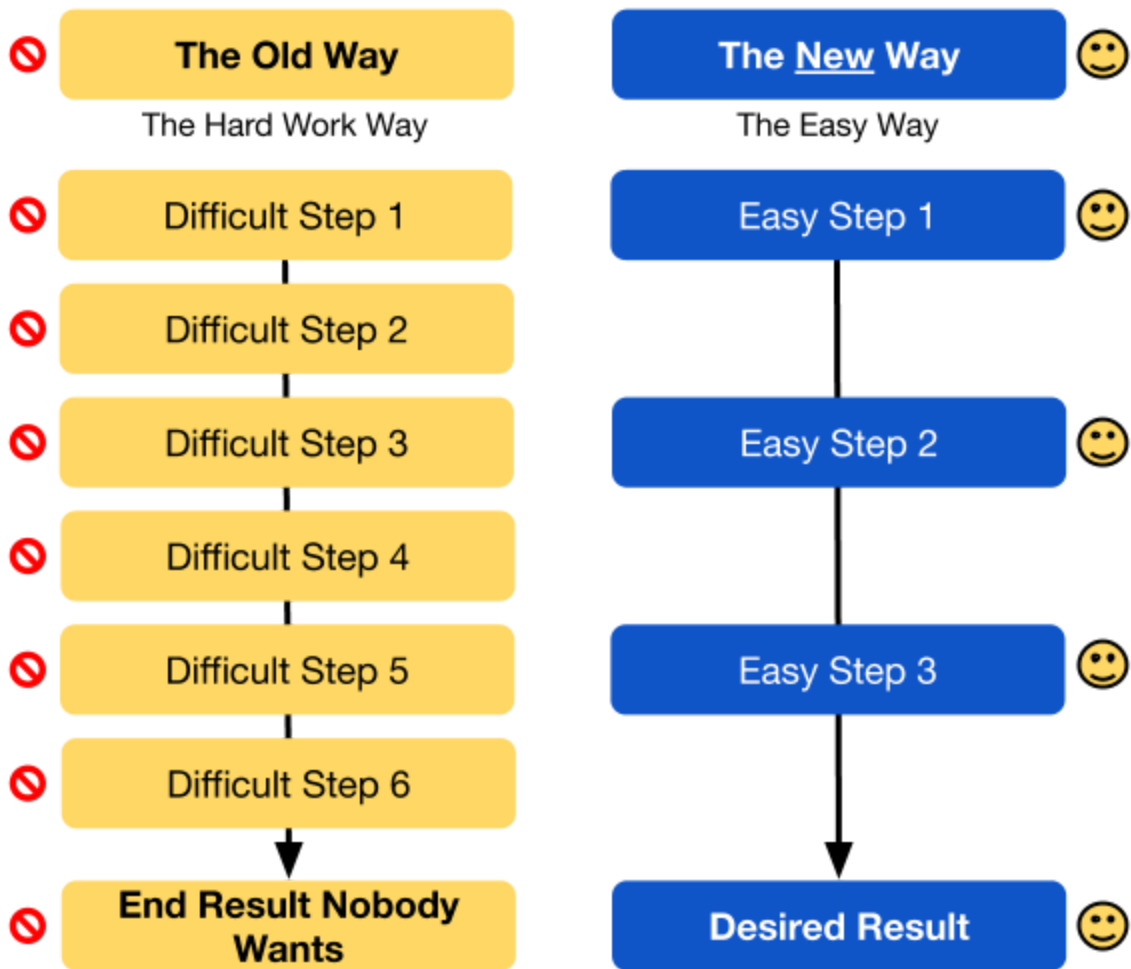 The Old Way
The Hard Work Way
Difficult Step 1
Difficult Step 2
Difficult Step 3
Difficult Step 4
Difficult Step 5
Difficult Step 6
End Result Nobody
Wants
The New Way
The Easy Way
Easy Step 1
Easy Step 2
Easy Step 3
Desired Result